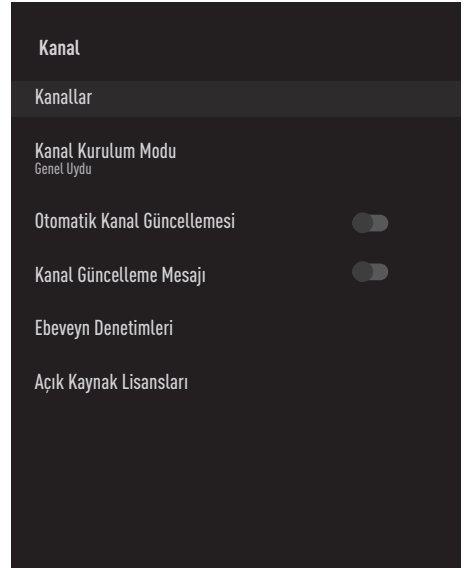 Kanal
Kanallar
Kanal Kurulum Modu
Genel Uydu
Otomatik Kanal Güncellemesi
Kanal Güncelleme Mesajı
Ebeveyn Denetimleri
Açık Kaynak Lisansları